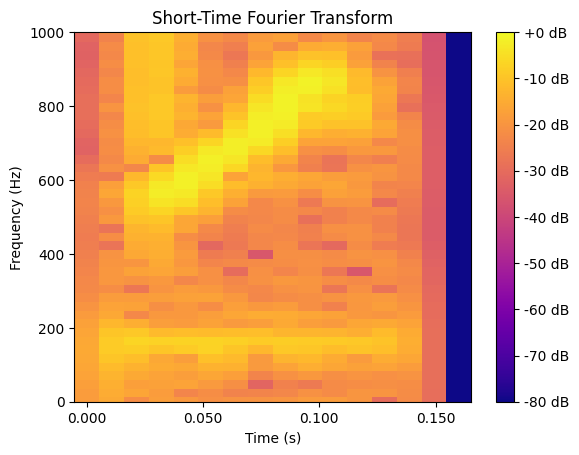 Short-Time Fourier Transform
1000
800
600
400
200
0
Frequency (Hz)
0.000
0.050
0.100
0.150
Time (s)
+0 dB
-10 dB
-20 dB
-30 dB
-40 dB
-50 dB
-60 dB
-70 dB
-80 dB